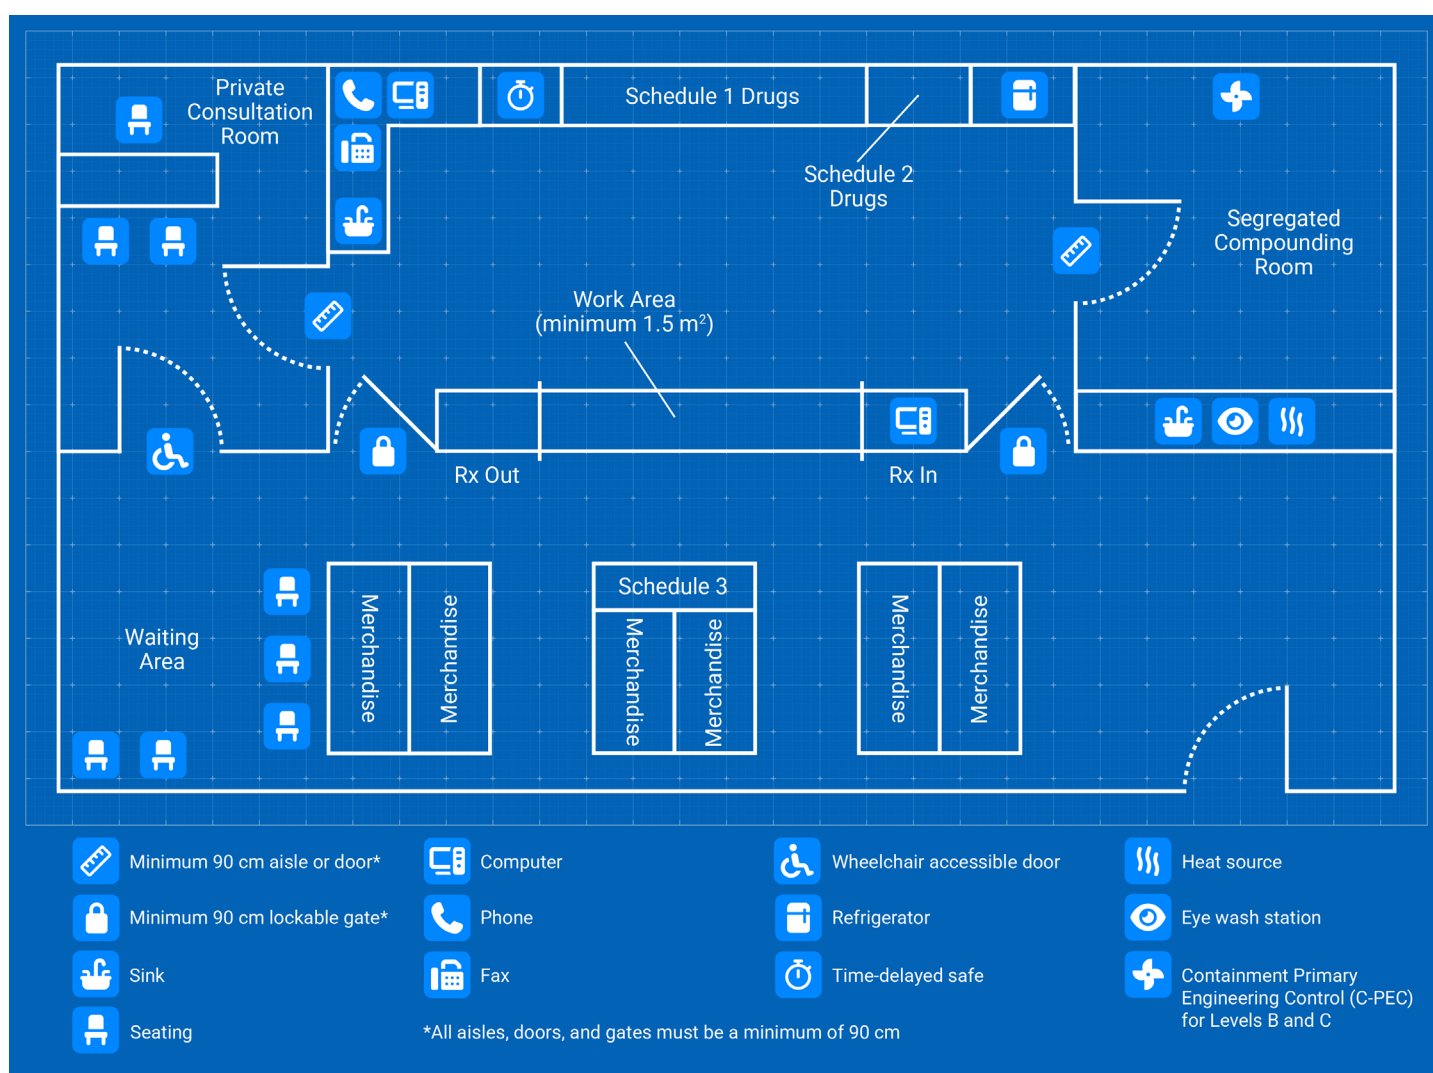 Private
Consultation
Room
Schedule 1 Drugs
Schedule 2
Drugs
Segregated
Compounding
Room
Work Area
(minimum 1.5 m²)
Rx Out
Rx In
Waiting
Area
Merchandise
Merchandise
Schedule 3
Merchandise
Merchandise
Merchandise
Merchandise
Minimum 90 cm aisle or door*
Minimum 90 cm lockable gate*
Sink
Seating
Computer
Phone
Fax
*All aisles, doors, and gates must be a minimum of 90 cm
Wheelchair accessible door
Refrigerator
Time-delayed safe
Heat source
Eye wash station
Containment Primary
Engineering Control (C-PEC)
for Levels B and C